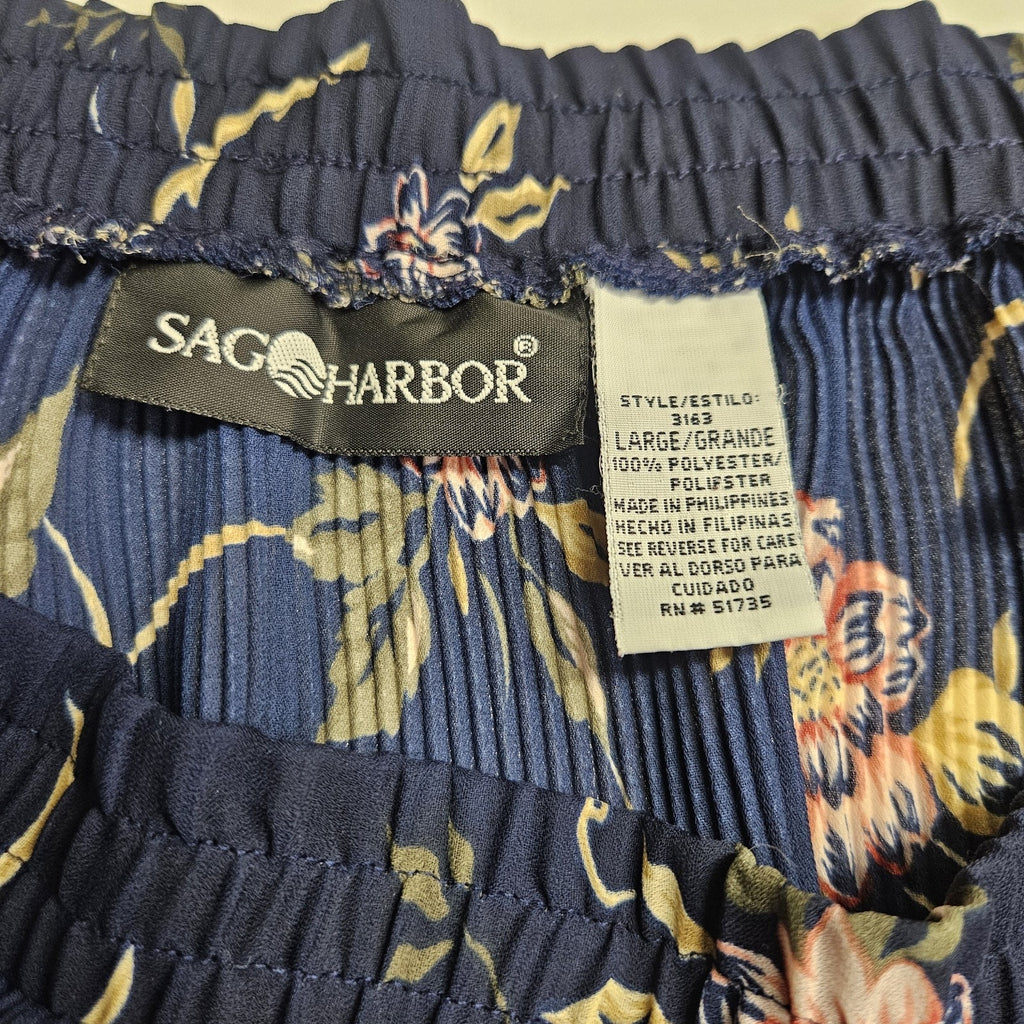 SAG HARBOR®
STYLE/ESTILO:
3163
LARGE/GRANDE
100% POLYESTER/
POLIFSTER
MADE IN PHILIPPINES
HECHO IN FILIPINAS
SEE REVERSE FOR CARE
VER AL DORSO PARA
CUIDADO
RN# 51735